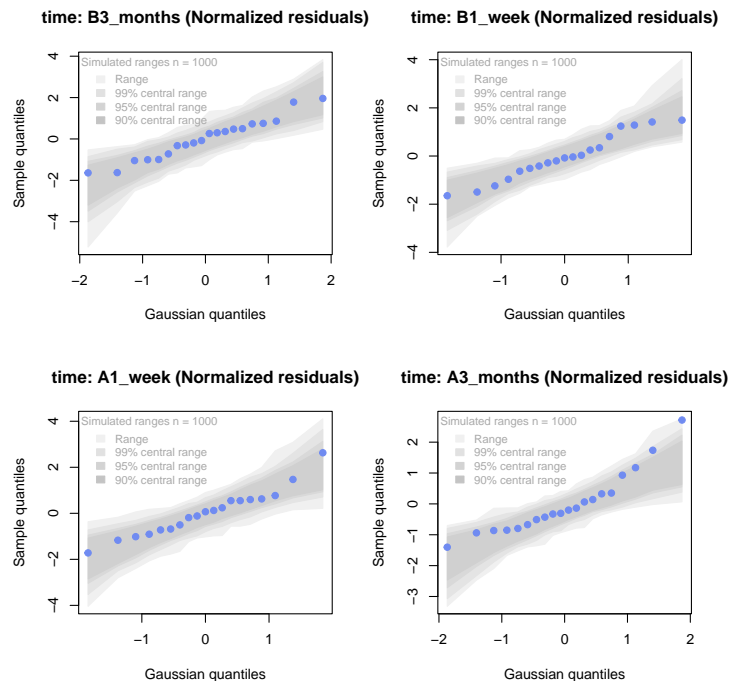 time: B3_months (Normalized residuals)
4
2
0
−2
−4
Sample quantiles
Simulated ranges n = 1000
Range
99% central range
95% central range
90% central range
−2 −1 0 1 2
Gaussian quantiles
time: B1_week (Normalized residuals)
4
2
0
−2
−4
Sample quantiles
Simulated ranges n = 1000
Range
99% central range
95% central range
90% central range
−1 0 1 2
Gaussian quantiles
time: A1_week (Normalized residuals)
4
2
0
−2
−4
Sample quantiles
Simulated ranges n = 1000
Range
99% central range
95% central range
90% central range
−1 0 1
Gaussian quantiles
time: A3_months (Normalized residuals)
2
1
0
−1
−2
−3
Sample quantiles
Simulated ranges n = 1000
Range
99% central range
95% central range
90% central range
−2 −1 0 1 2
Gaussian quantiles